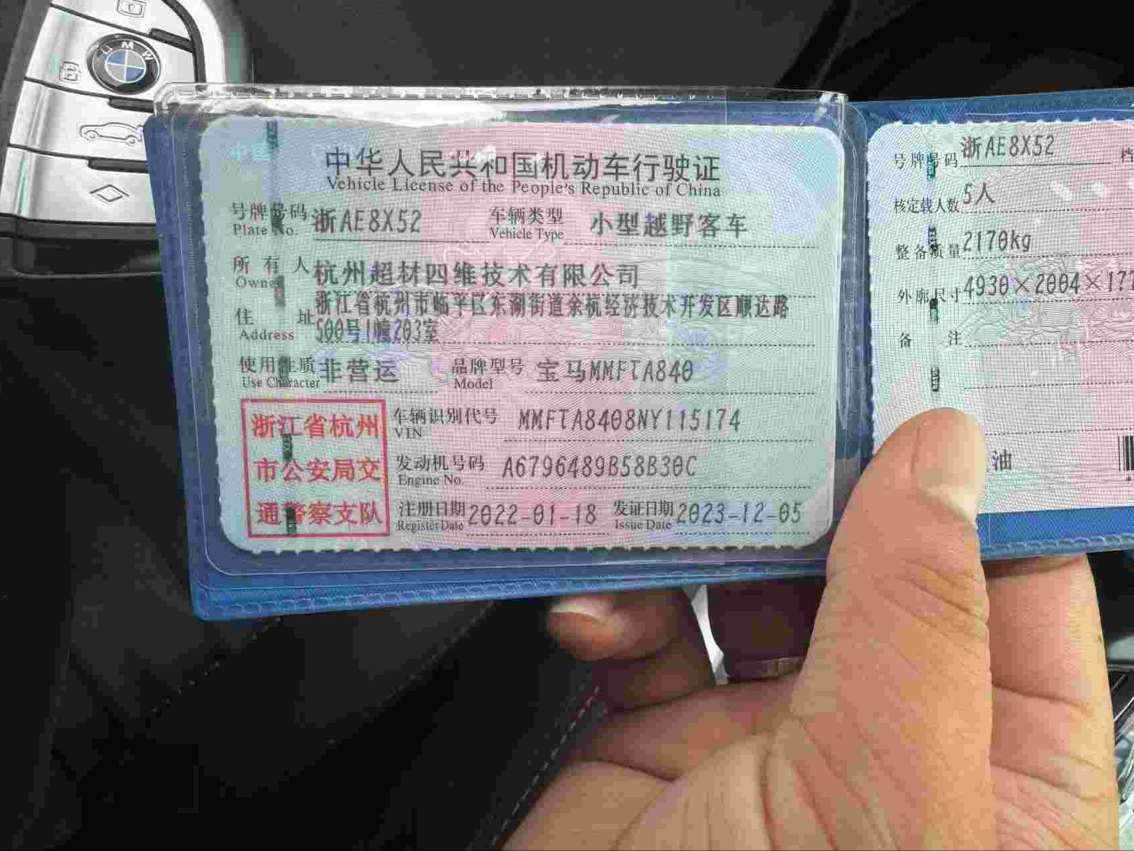 BMW
中华人民共和国机动车行驶证
Vehicle License of the People's Republic of China
号牌号码 浙AE8X52 车辆类型 小型越野客车
Plate No. Vehicle Type
所有人 杭州超材四维技术有限公司
Owner
住址 浙江省杭州市临平区东湖街道余杭经济技术开发区顺达路
Address 500号1幢203室
使用性质 非营运 品牌型号 宝马MMFTA840
Use Character Model
浙江省杭州
市公安局交
通警察支队
车辆识别代号 MMFTA8408NY115174
VIN
发动机号码 A6796489B58B30C
Engine No.
注册日期 2022-01-18 发证日期 2023-12-05
Register Date Issue Date
号牌号码 浙AE8X52 档
核定载人数 5人
整备质量 2170kg
外廓尺寸 4930×2004×177
备注
油